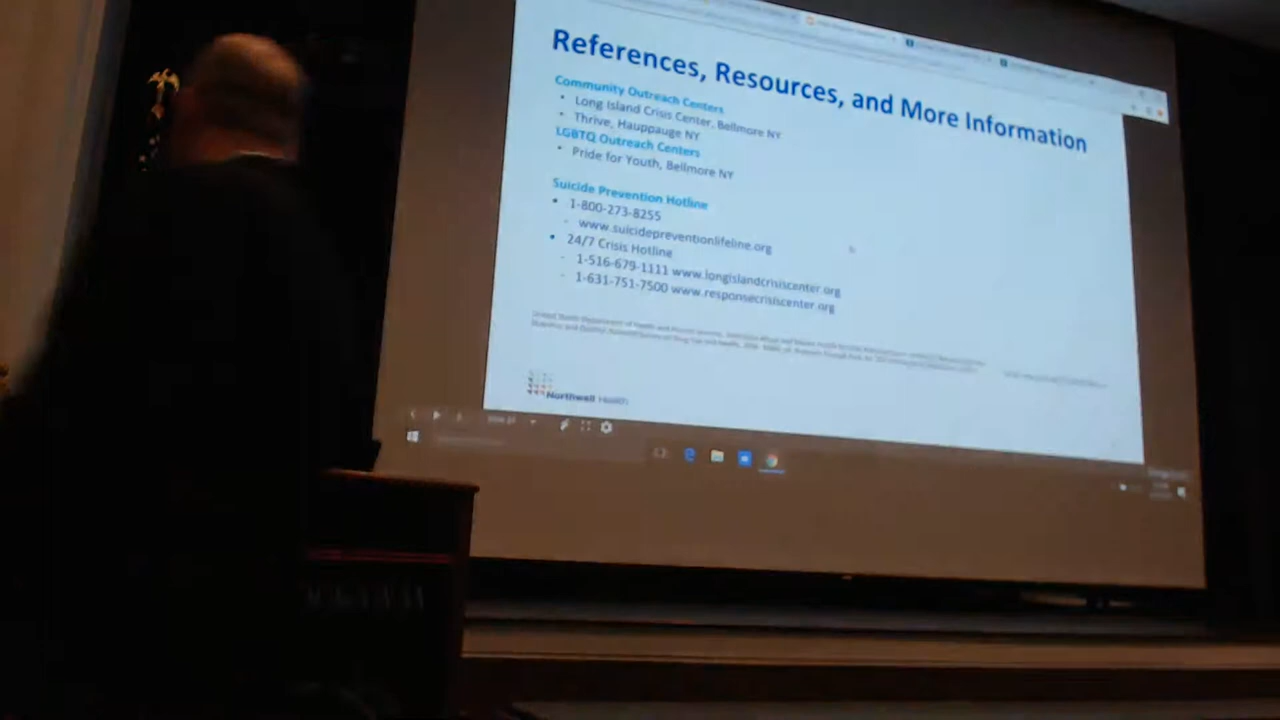 References, Resources, and More Information
Community Outreach Centers
• Long Island Crisis Center, Bellmore NY
• Thrive, Hauppauge NY
LGBTQ Outreach Centers
• Pride for Youth, Bellmore NY
Suicide Prevention Hotline
• 1-800-273-8255
- www.suicidepreventionlifeline.org
• 24/7 Crisis Hotline
- 1-516-679-1111 www.longislandcrisiscenter.org
- 1-631-751-7500 www.responsecrisiscenter.org
Northwell Health